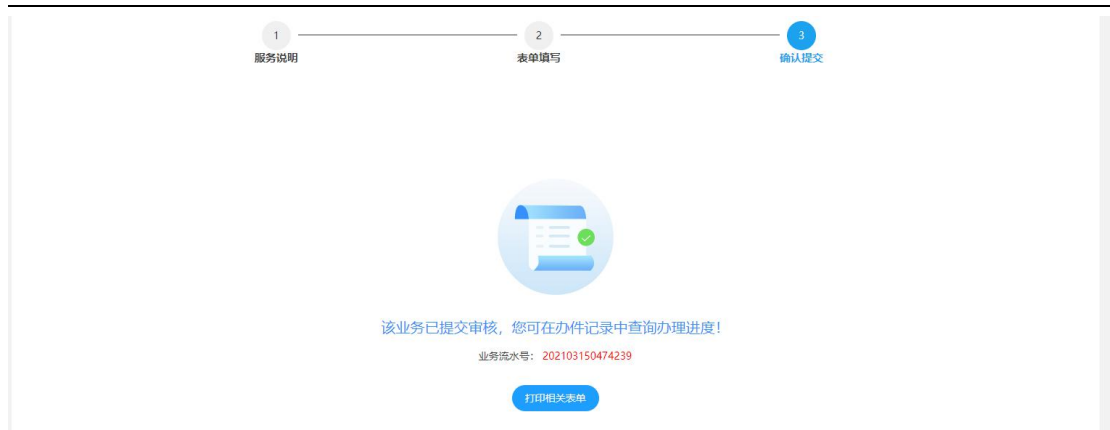 1 2 3
服务说明 表单填写 确认提交
该业务已提交审核，您可在办件记录中查询办理进度！
业务流水号： 202103150474239
打印相关表单